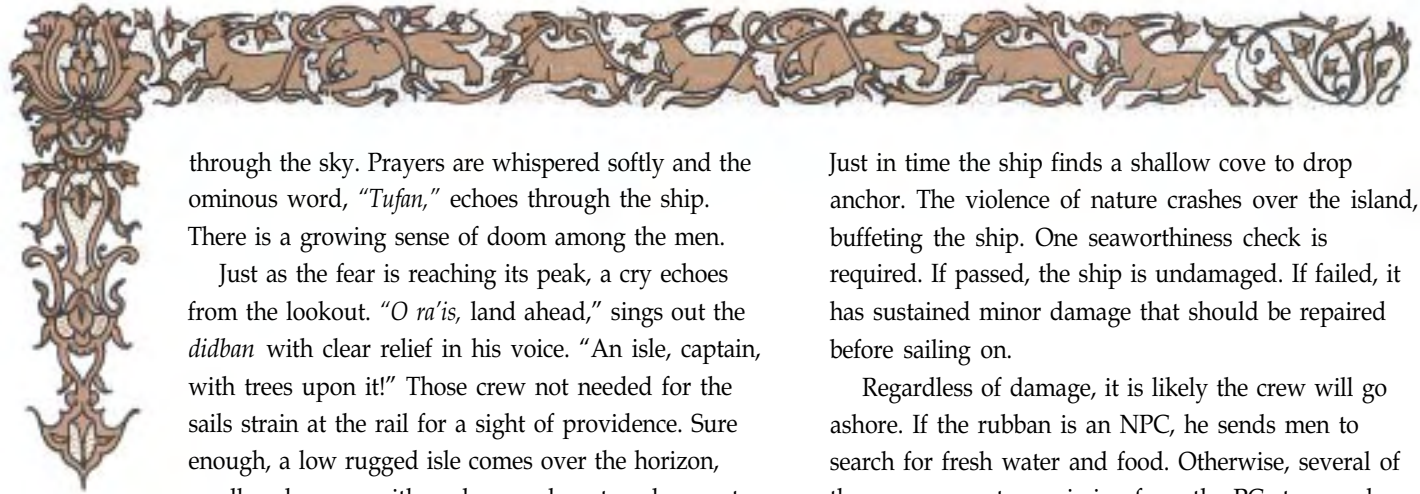 through the sky. Prayers are whispered softly and the
ominous word, “Tufan,” echoes through the ship.
There is a growing sense of doom among the men.
Just as the fear is reaching its peak, a cry echoes
from the lookout. “O ra’is, land ahead,” sings out the
didban with clear relief in his voice. “An isle, captain,
with trees upon it!” Those crew not needed for the
sails strain at the rail for a sight of providence. Sure
enough, a low rugged isle comes over the horizon,
Just in time the ship finds a shallow cove to drop
anchor. The violence of nature crashes over the island,
buffeting the ship. One seaworthiness check is
required. If passed, the ship is undamaged. If failed, it
has sustained minor damage that should be repaired
before sailing on.
Regardless of damage, it is likely the crew will go
ashore. If the rubban is an NPC, he sends men to
search for fresh water and food. Otherwise, several of